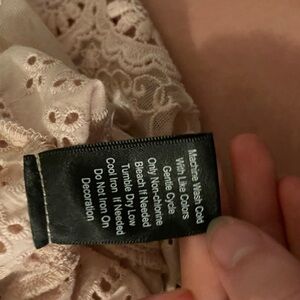 Machine Wash Cold
With Like Colors
Gentle Cycle
Only Non-chlorine
Bleach If Needed
Tumble Dry Low
Cool Iron If Needed
Do Not Iron On
Decoration